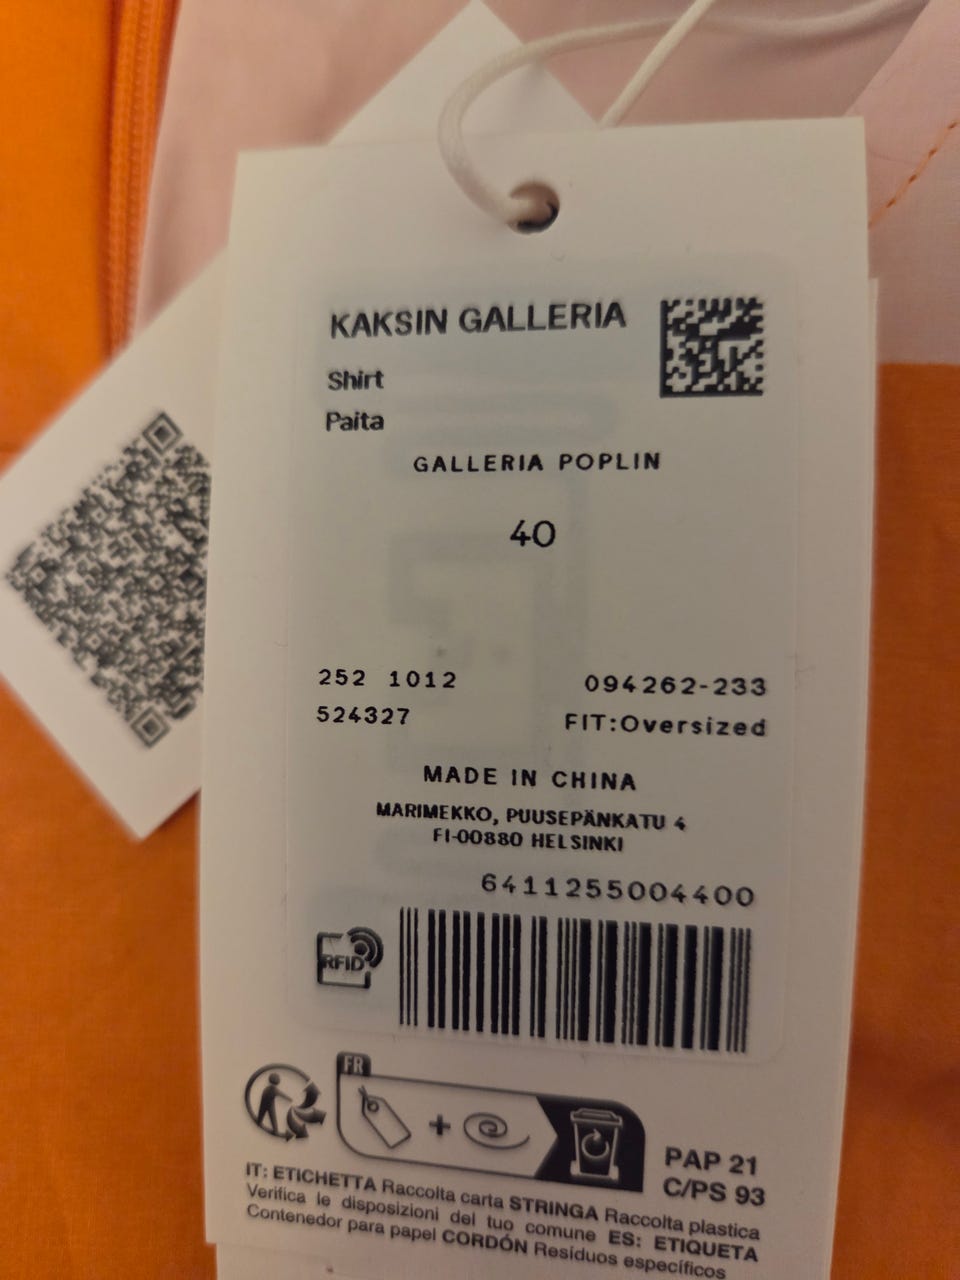 KAKSIN GALLERIA
Shirt
Paita
GALLERIA POPLIN
40
252 1012
094262-233
524327
FIT:Oversized
MADE IN CHINA
MARIMEKKO, PUUSEPÄNKATU 4
FI-00880 HELSINKI
6411255004400
RFID
FR
+
PAP 21
C/PS 93
IT: ETICHETTA Raccolta carta STRINGA Raccolta plastica
Verifica le disposizioni del tuo comune ES: ETIQUETA
Contenedor para papel CORDÓN Resíduos específicos